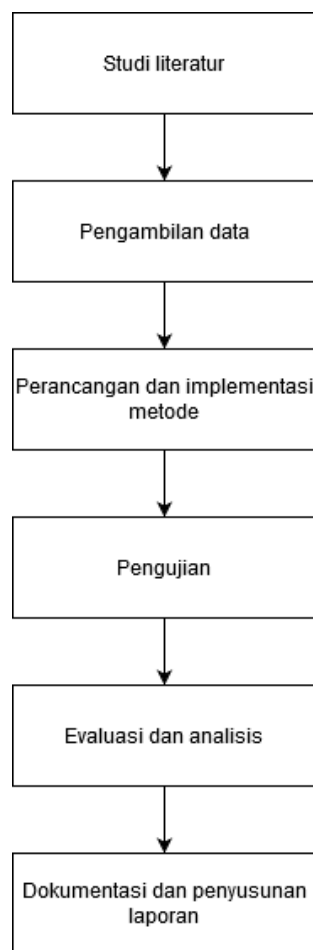 Studi literatur
Pengambilan data
Perancangan dan implementasi
metode
Pengujian
Evaluasi dan analisis
Dokumentasi dan penyusunan
laporan